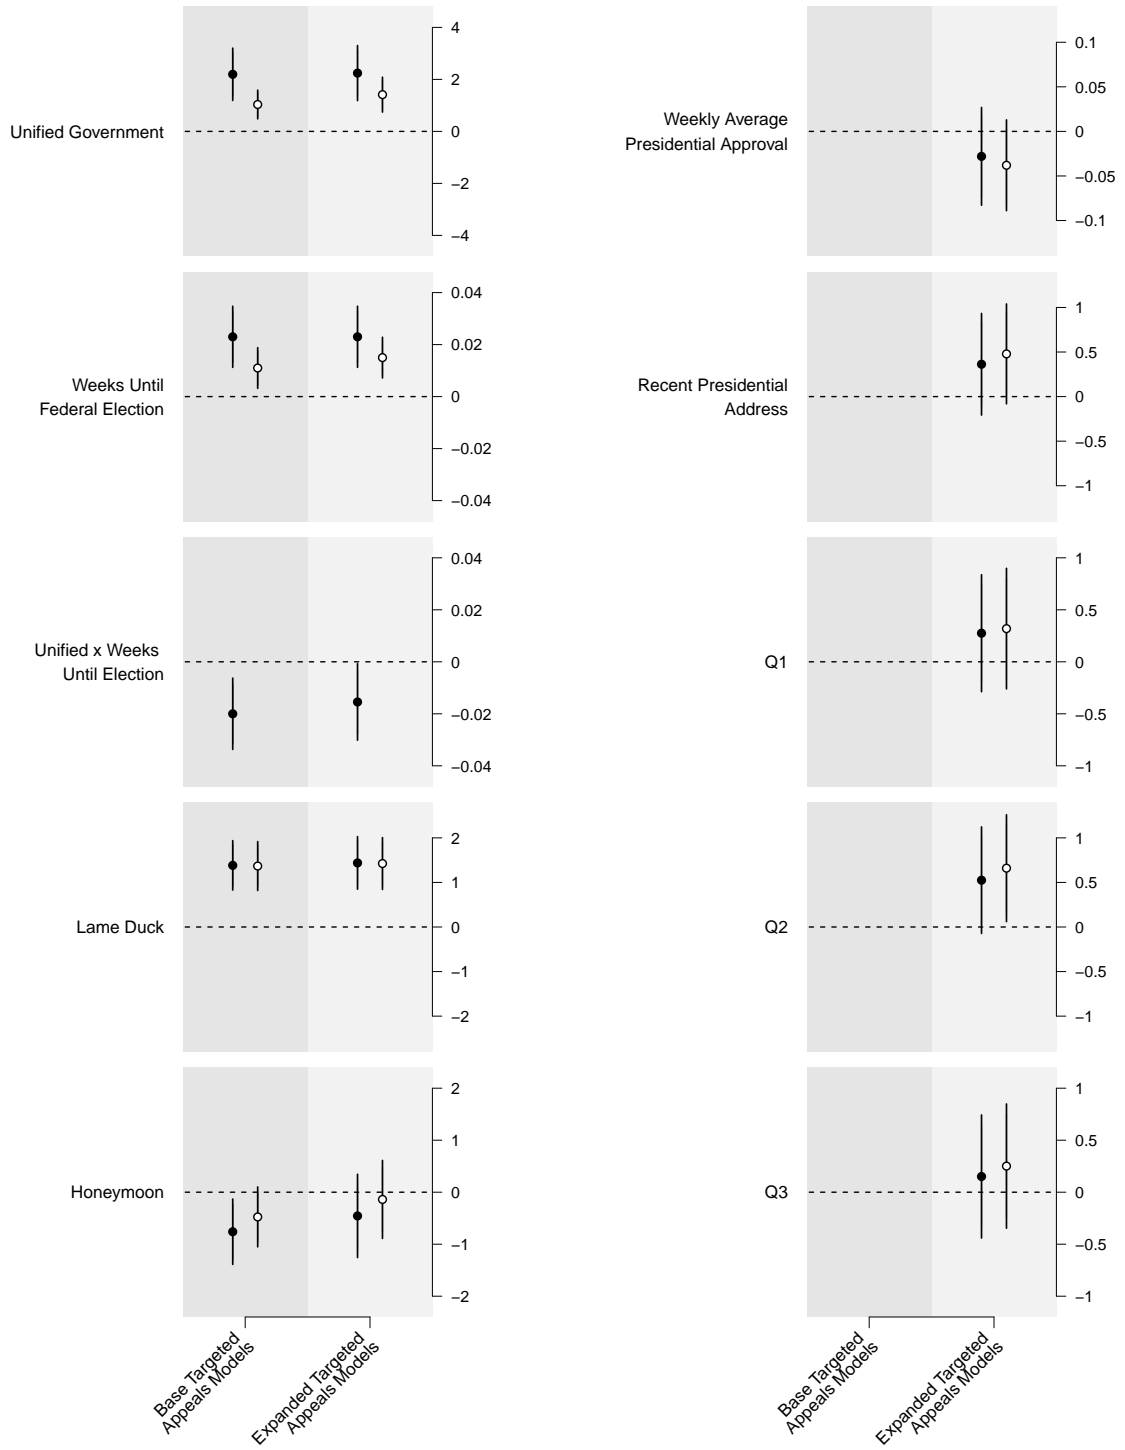 Unified Government
4
2
0
−2
−4
Weeks Until
Federal Election
0.04
0.02
0
−0.02
−0.04
Unified x Weeks
Until Election
0.04
0.02
0
−0.02
−0.04
Lame Duck
2
1
0
−1
−2
Honeymoon
2
1
0
−1
−2
Base Targeted
Appeals Models
Expanded Targeted
Appeals Models
Weekly Average
Presidential Approval
0.1
0.05
0
−0.05
−0.1
Recent Presidential
Address
1
0.5
0
−0.5
−1
Q1
1
0.5
0
−0.5
−1
Q2
1
0.5
0
−0.5
−1
Q3
1
0.5
0
−0.5
−1
Base Targeted
Appeals Models
Expanded Targeted
Appeals Models